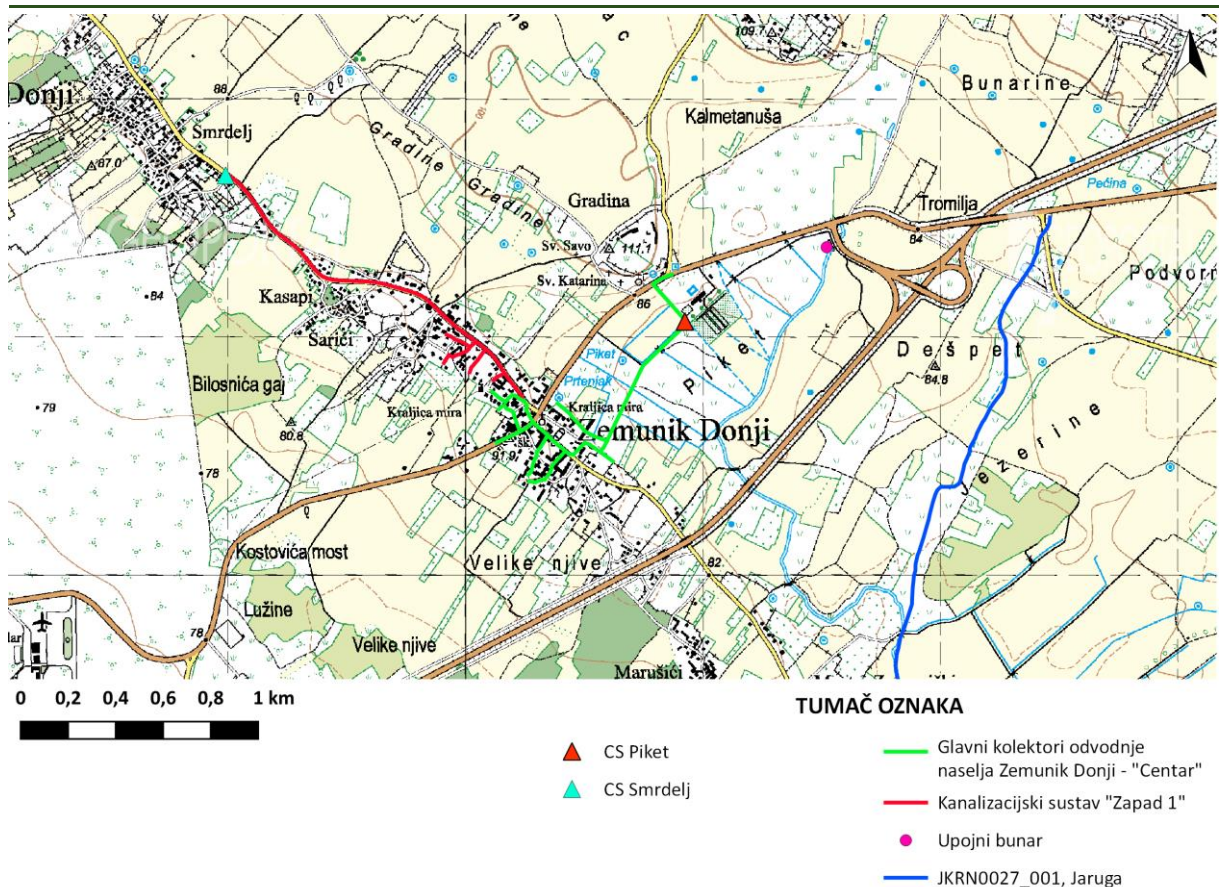 109.7
Bunarine
Donji
88
Smrdelj
Kalmetanuša
Gradine
87.0
Gradine
Pećina
Gradina
Tromilja
84
Sv. Savo
111.1
Podvorn
Sv. Katarina
84
Kasapi
86
Sarići
Dešpet
Piket
Piket
Bilosnića gaj
Prtenjak
84.8
79
Kraljica mira
Kraljica mira
80.8
Zemunik Donji
Jezerine
91.9
78
Kostovića most
Velike njive
82
Lužine
78
Velike njive
Marušići
0 0,2 0,4 0,6 0,8 1 km
TUMAČ OZNAKA
CS Piket
CS Smrdelj
Glavni kolektori odvodnje
naselja Zemunik Donji - "Centar"
Kanalizacijski sustav "Zapad 1"
Upojni bunar
JKRN0027_001, Jaruga